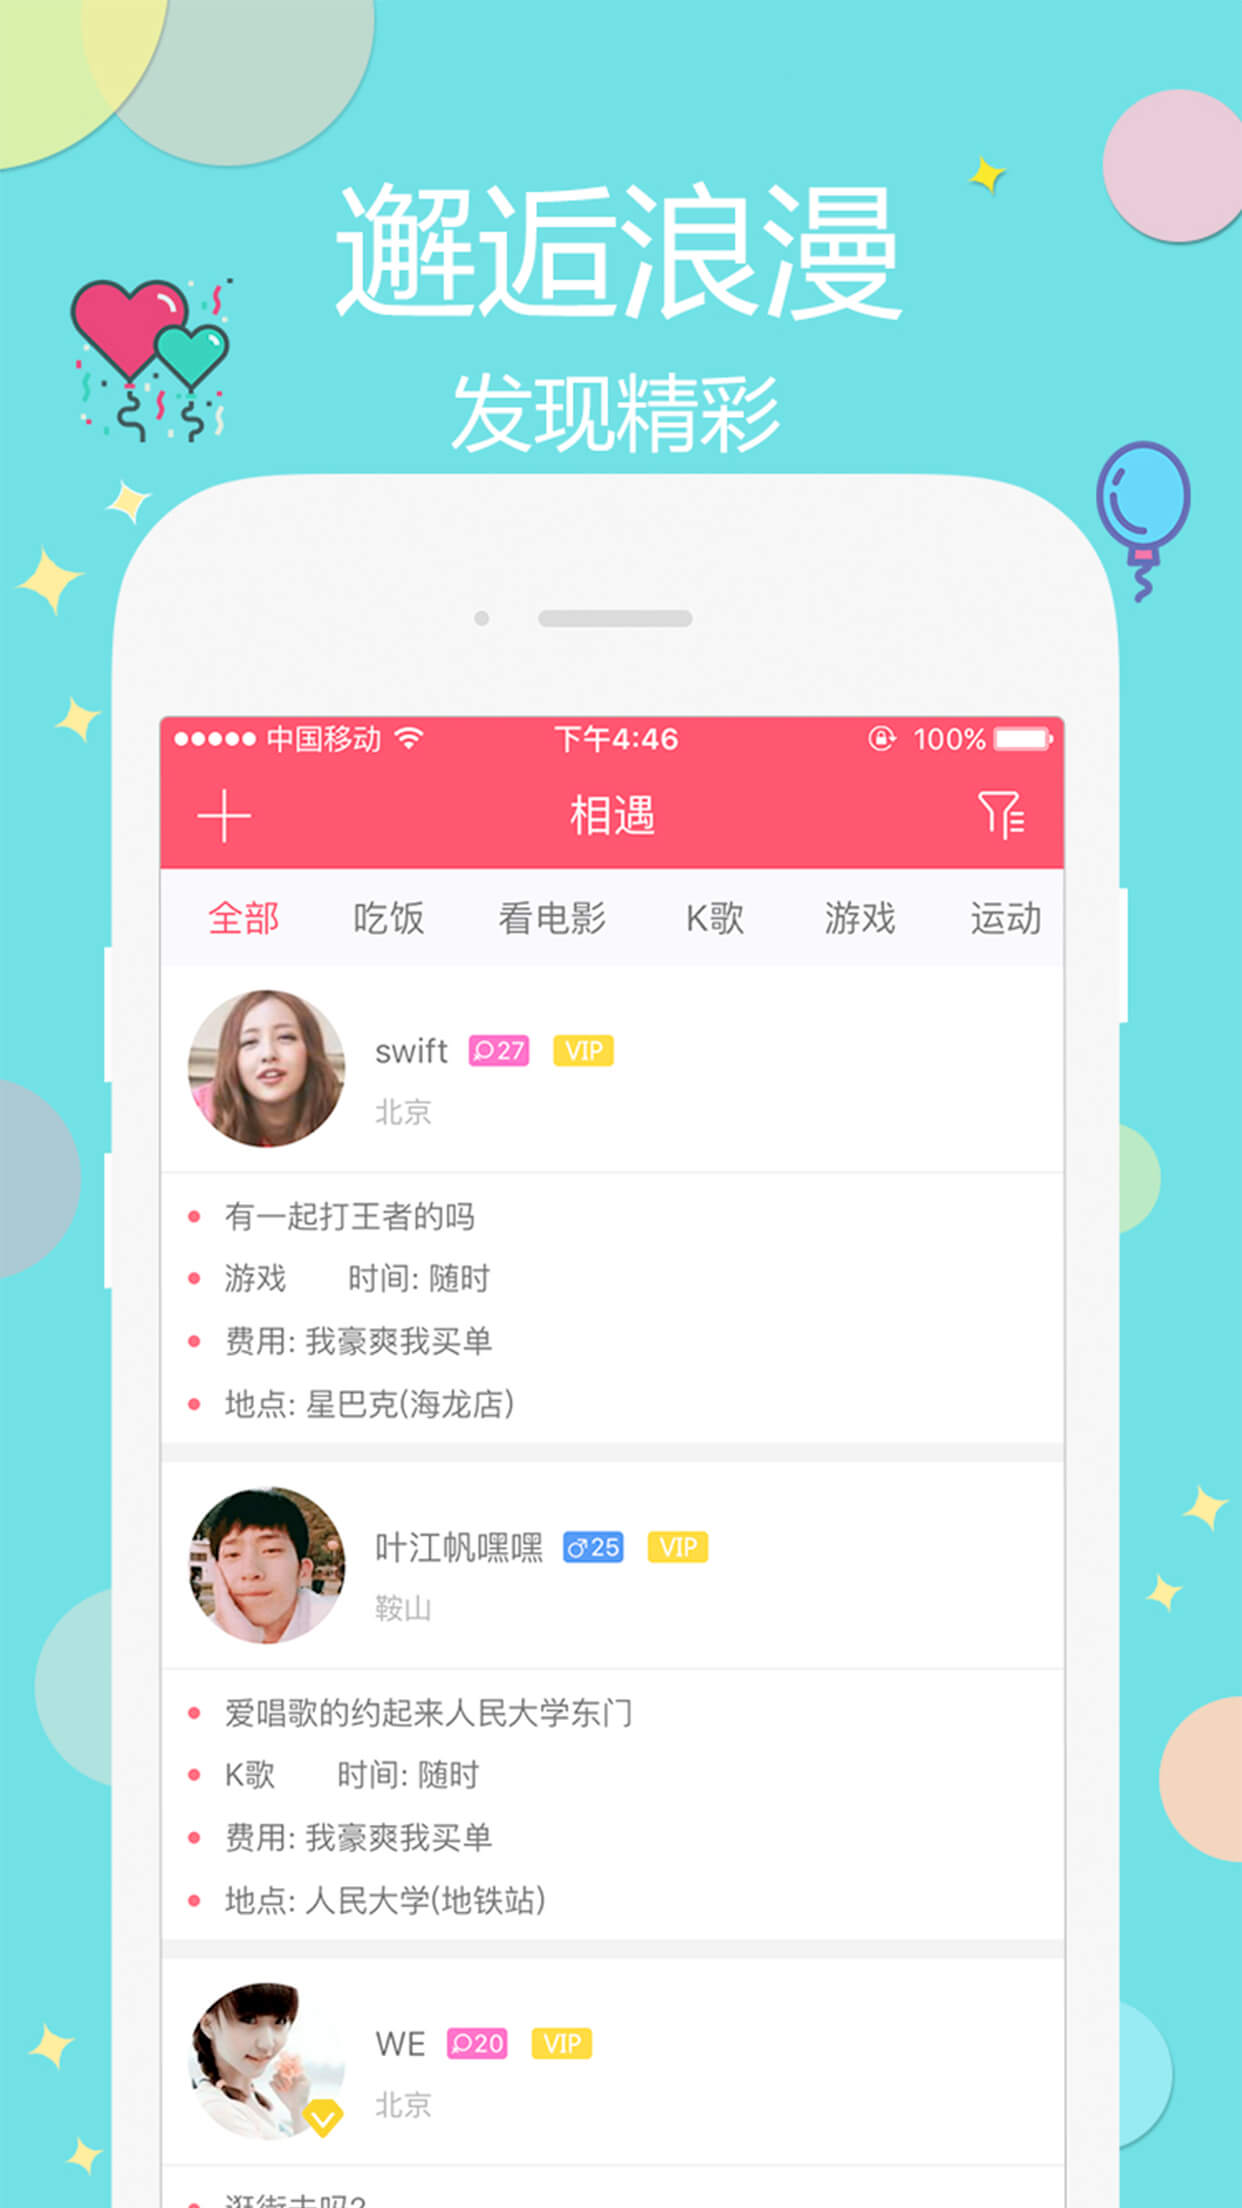 邂逅浪漫
发现精彩
中国移动 下午4:46 100%
相遇
全部 吃饭 看电影 K歌 游戏 运动
swift 27 VIP
北京
有一起打王者的吗
游戏 时间: 随时
费用: 我豪爽我买单
地点: 星巴克(海龙店)
叶江帆嘿嘿 25 VIP
鞍山
爱唱歌的约起来人民大学东门
K歌 时间: 随时
费用: 我豪爽我买单
地点: 人民大学(地铁站)
WE 20 VIP
北京
逛街去吗?